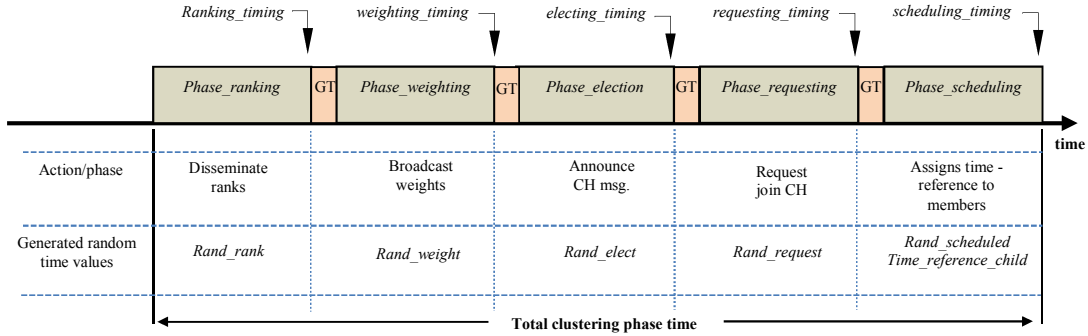 Ranking_timing weighting_timing electing_timing requesting_timing scheduling_timing
Phase_ranking GT Phase_weighting GT Phase_election GT Phase_requesting GT Phase_scheduling
time
Action/phase Disseminate Broadcast Announce Request Assigns time -
ranks weights CH msg. join CH reference to
members
Generated random Rand_rank Rand_weight Rand_elect Rand_request Rand_scheduled
time values Time_reference_child
Total clustering phase time